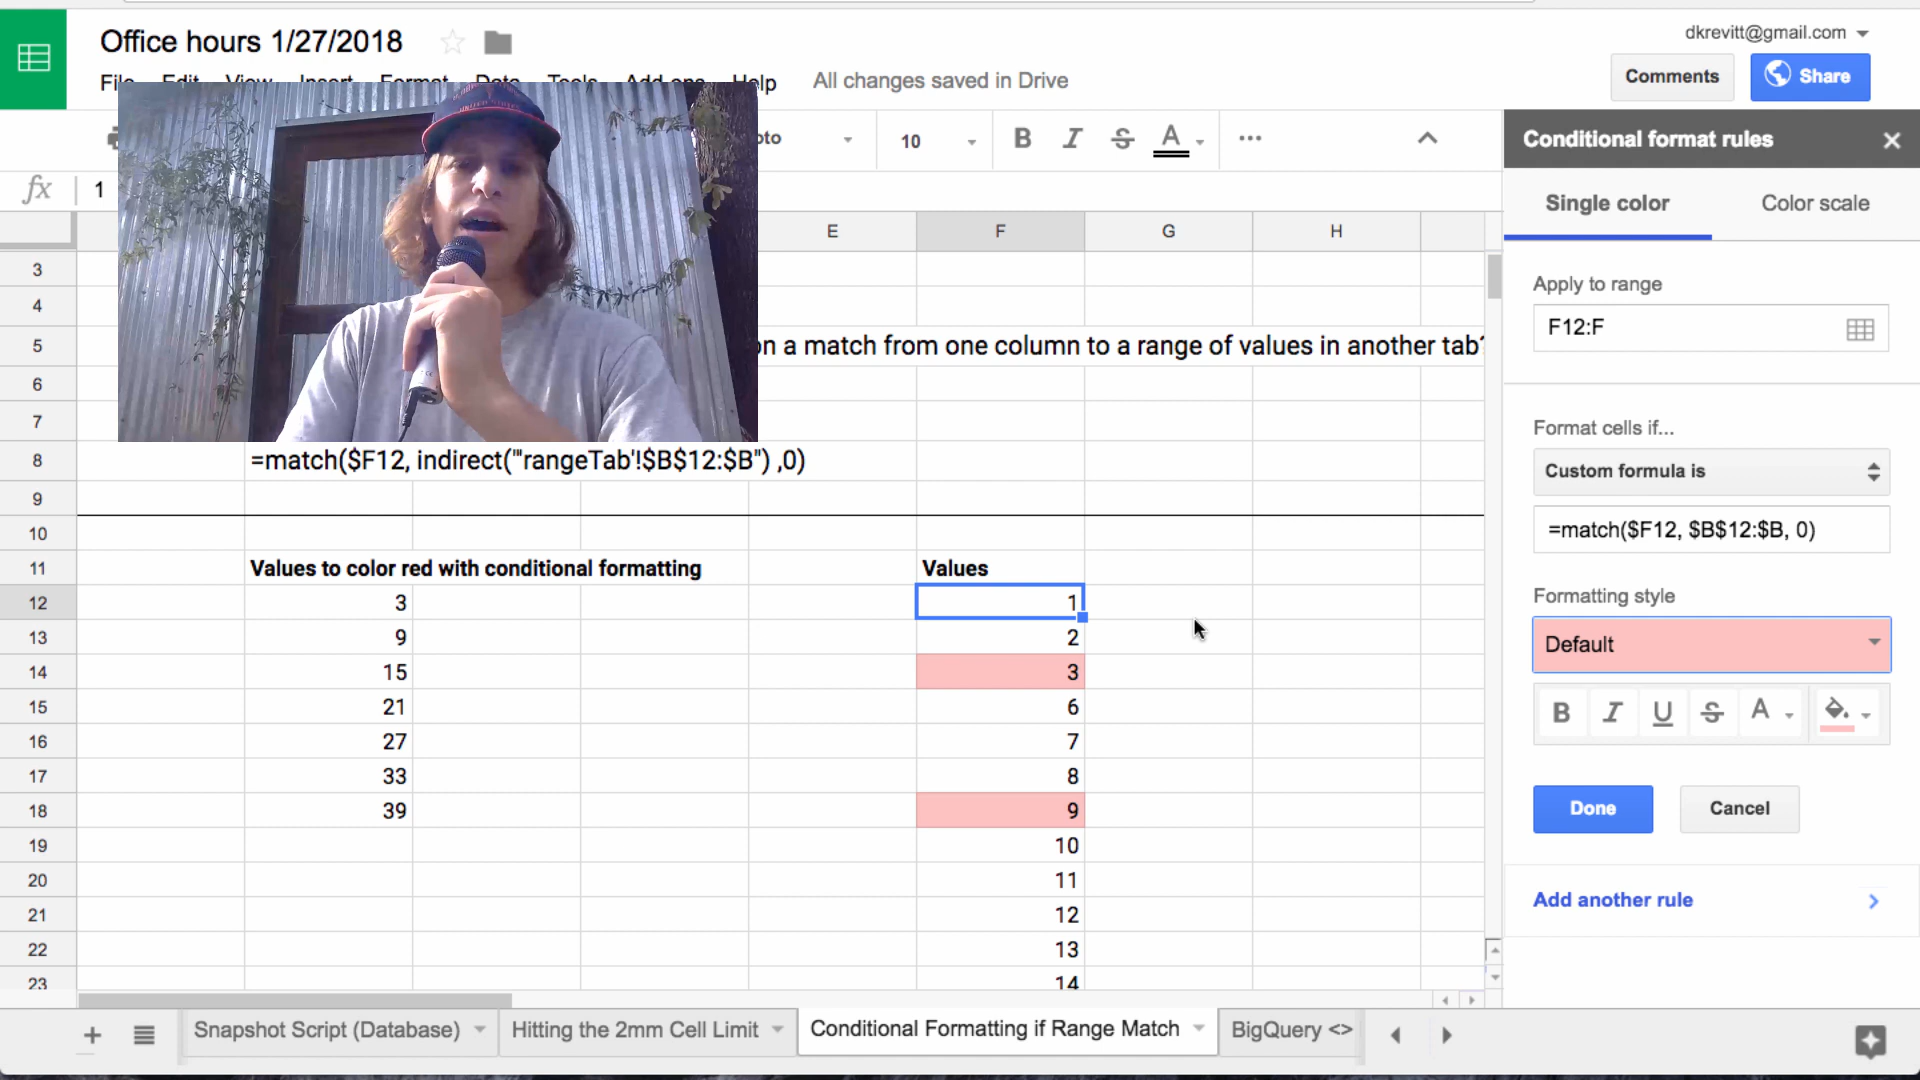 Office hours 1/27/2018
dkrevitt@gmail.com
File Edit View Insert Format Data Tools Add-ons Help
All changes saved in Drive
Comments
Share
10
B I S A
fx 1
E F G H
3
4
5 on a match from one column to a range of values in another tab?
6
7
8 =match($F12, indirect("'rangeTab'!$B$12:$B") ,0)
9
10
11 Values to color red with conditional formatting Values
12 3 1
13 9 2
14 15 3
15 21 6
16 27 7
17 33 8
18 39 9
19 10
20 11
21 12
22 13
23 14
Conditional format rules
Single color Color scale
Apply to range
F12:F
Format cells if...
Custom formula is
=match($F12, $B$12:$B, 0)
Formatting style
Default
B I U S A
Done Cancel
Add another rule
Snapshot Script (Database) Hitting the 2mm Cell Limit Conditional Formatting if Range Match BigQuery <>